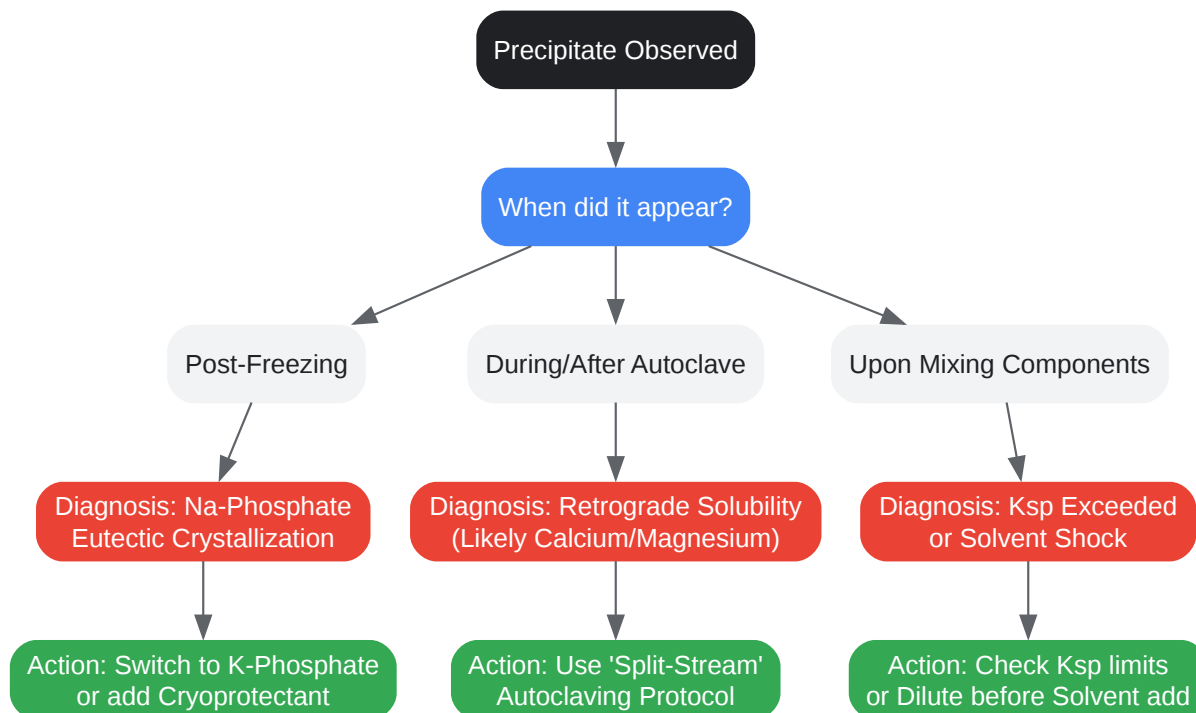 Precipitate Observed
When did it appear?
Post-Freezing
During/After Autoclave
Upon Mixing Components
Diagnosis: Na-Phosphate
Eutectic Crystallization
Diagnosis: Retrograde Solubility
(Likely Calcium/Magnesium)
Diagnosis: Ksp Exceeded
or Solvent Shock
Action: Switch to K-Phosphate
or add Cryoprotectant
Action: Use 'Split-Stream'
Autoclaving Protocol
Action: Check Ksp limits
or Dilute before Solvent add